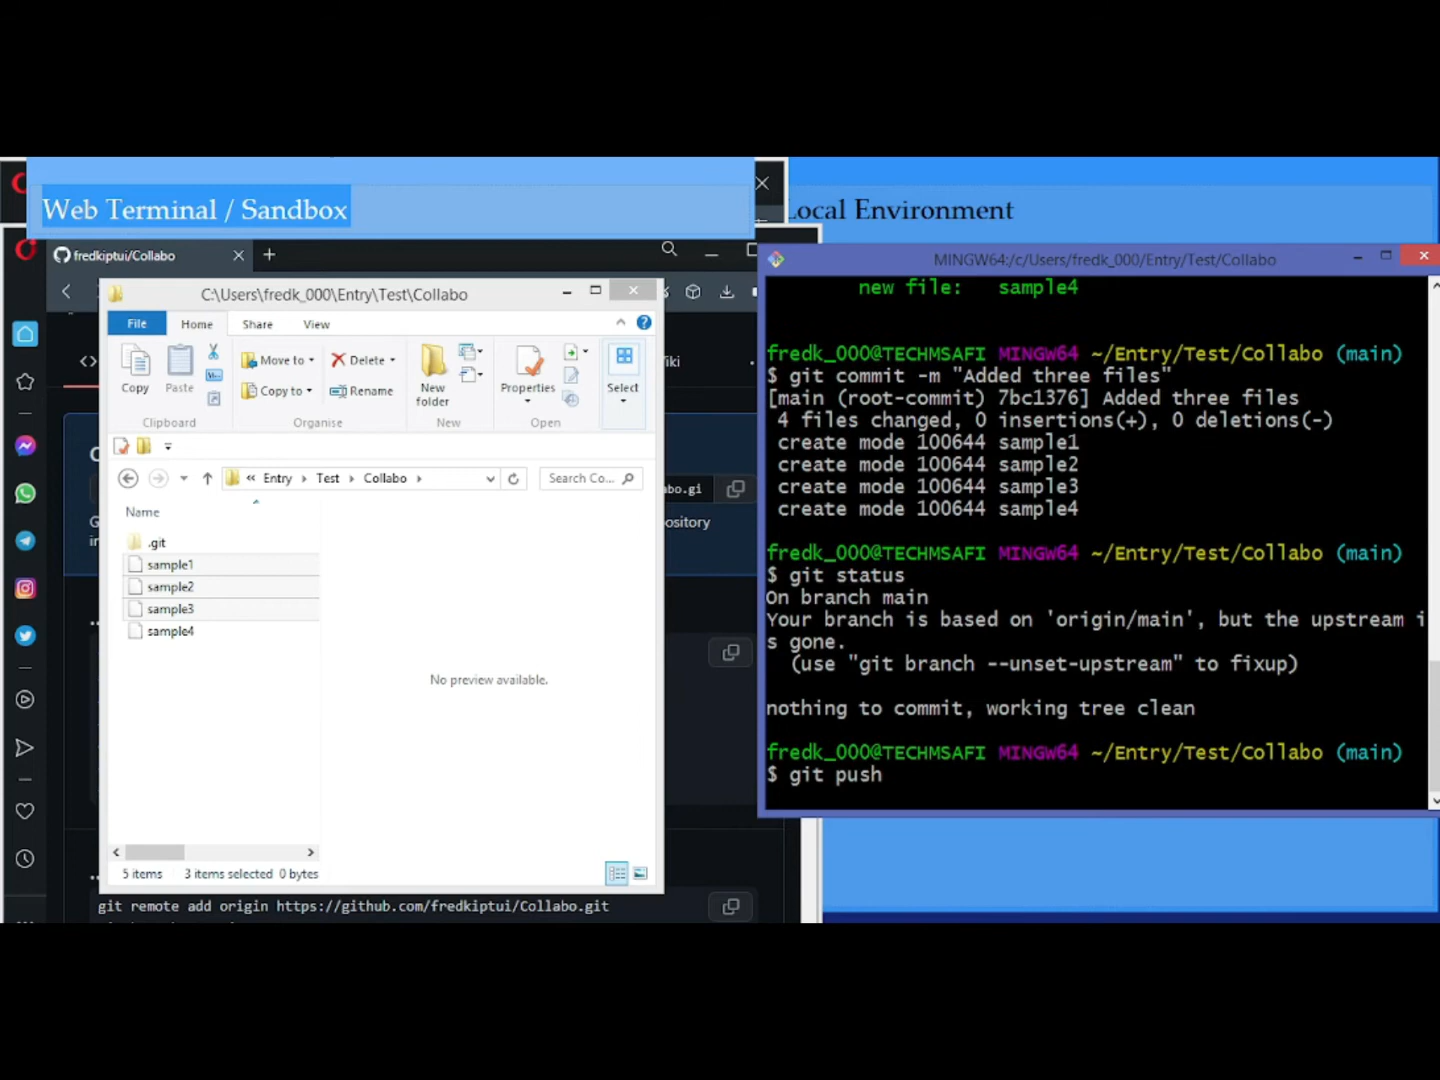 Web Terminal / Sandbox
Local Environment
fredkiptui/Collabo
C:\Users\fredk_000\Entry\Test\Collabo
File Home Share View
Copy
Paste
Move to
Copy to
Delete
Rename
New folder
Properties
Select
Clipboard Organise New Open
« Entry Test Collabo
Search Co...
Name
.git
sample1
sample2
sample3
sample4
No preview available.
5 items 3 items selected 0 bytes
git remote add origin https://github.com/fredkiptui/Collabo.git
MINGW64:/c/Users/fredk_000/Entry/Test/Collabo
new file: sample4
fredk_000@TECHMSAFI MINGW64 ~/Entry/Test/Collabo (main)
$ git commit -m "Added three files"
[main (root-commit) 7bc1376] Added three files
4 files changed, 0 insertions(+), 0 deletions(-)
create mode 100644 sample1
create mode 100644 sample2
create mode 100644 sample3
create mode 100644 sample4
fredk_000@TECHMSAFI MINGW64 ~/Entry/Test/Collabo (main)
$ git status
On branch main
Your branch is based on 'origin/main', but the upstream i
s gone.
(use "git branch --unset-upstream" to fixup)
nothing to commit, working tree clean
fredk_000@TECHMSAFI MINGW64 ~/Entry/Test/Collabo (main)
$ git push